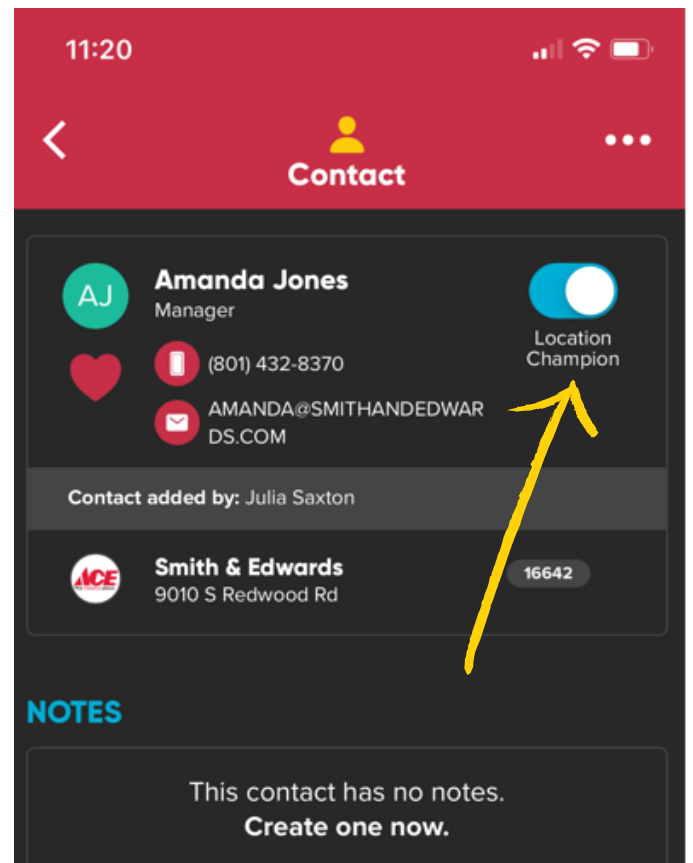 11:20
Contact
AJ
Amanda Jones
Manager
Location
Champion
(801) 432-8370
AMANDA@SMITHANDEDWAR
DS.COM
Contact added by: Julia Saxton
ACE
Smith & Edwards
16642
9010 S Redwood Rd
NOTES
This contact has no notes.
Create one now.